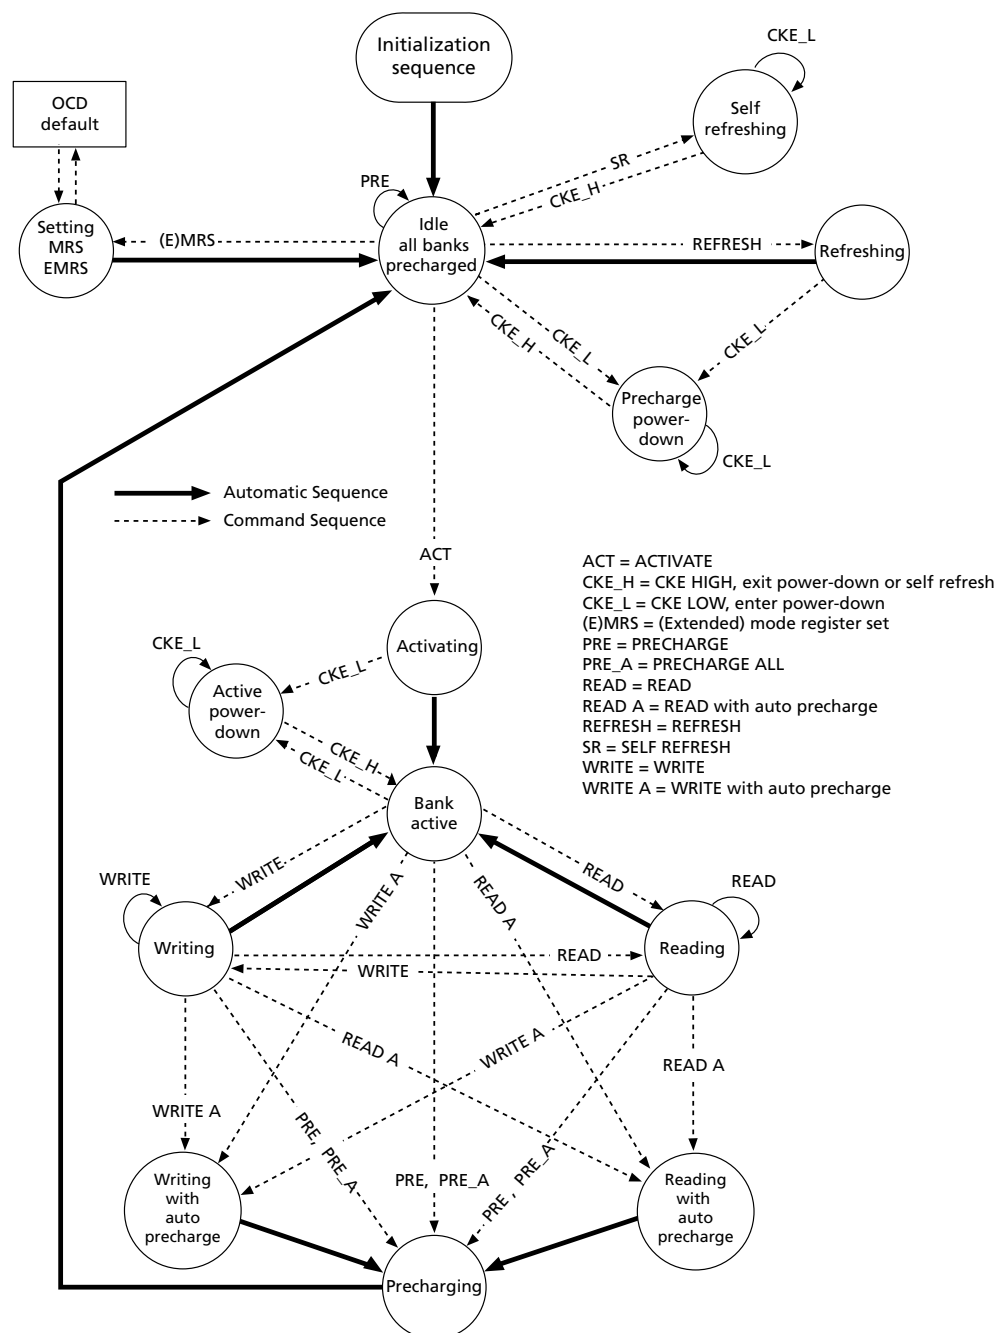 Initialization
sequence
CKE_L
OCD
default
Self
refreshing
SR
PRE
CKE_H
Setting
MRS
EMRS
(E)MRS
Idle
all banks
precharged
REFRESH
Refreshing
CKE_H
CKE_L
CKE_L
Precharge
power-
down
CKE_L
Automatic Sequence
Command Sequence
ACT
ACT = ACTIVATE
CKE_H = CKE HIGH, exit power-down or self refresh
CKE_L = CKE LOW, enter power-down
(E)MRS = (Extended) mode register set
PRE = PRECHARGE
PRE_A = PRECHARGE ALL
READ = READ
READ A = READ with auto precharge
REFRESH = REFRESH
SR = SELF REFRESH
WRITE = WRITE
WRITE A = WRITE with auto precharge
Activating
CKE_L
CKE_L
Active
power-
down
CKE_H
CKE_L
Bank
active
WRITE
WRITE
WRITE A
READ A
READ
READ
Writing
READ
WRITE
Reading
READ A
WRITE A
READ A
WRITE A
PRE, PRE_A
PRE, PRE_A
PRE, PRE_A
Writing
with
auto
precharge
Reading
with
auto
precharge
Precharging